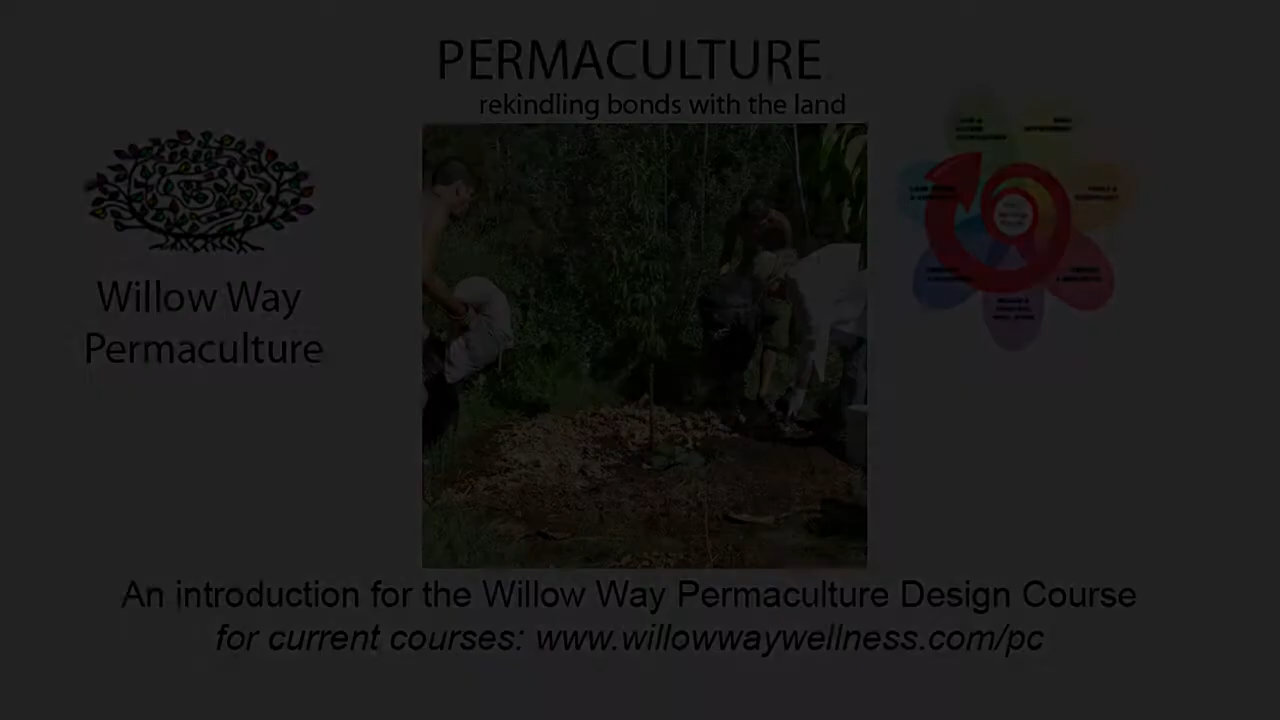 PERMACULTURE
rekindling bonds with the land
Willow Way
Permaculture
An introduction for the Willow Way Permaculture Design Course
for current courses: www.willowwaywellness.com/pc